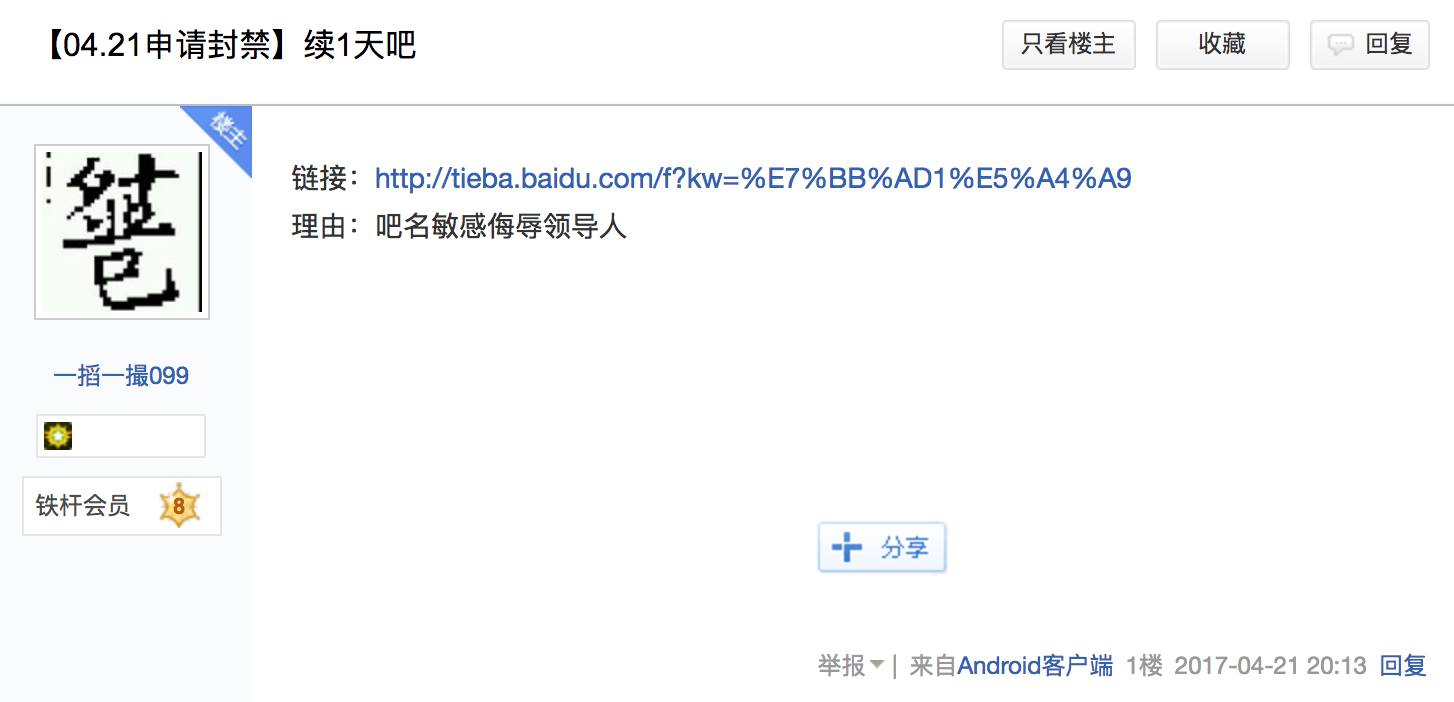 【04.21申请封禁】续1天吧
只看楼主
收藏
回复
楼主
链接：http://tieba.baidu.com/f?kw=%E7%BB%AD1%E5%A4%A9
理由：吧名敏感侮辱领导人
一搯一撮099
铁杆会员 8
分享
举报 | 来自Android客户端 1楼 2017-04-21 20:13 回复